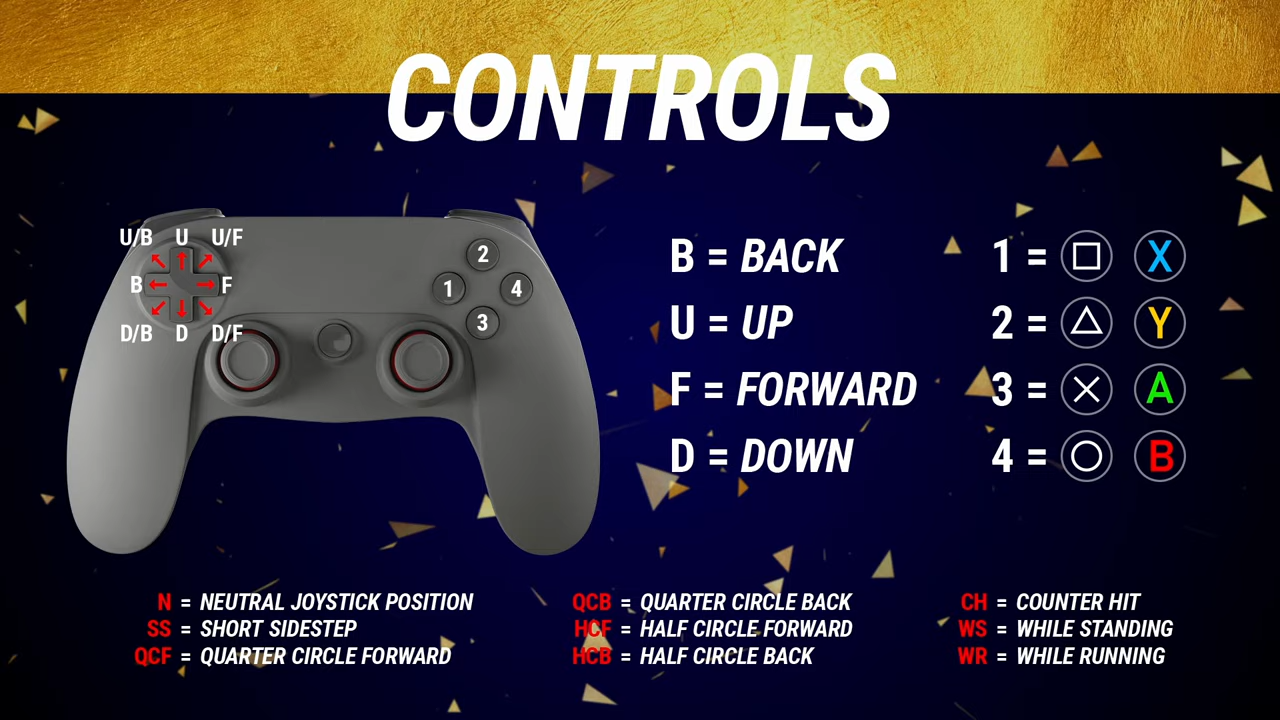 CONTROLS
U/B U U/F
B F
D/B D D/F
2
1 4
3
B = BACK
U = UP
F = FORWARD
D = DOWN
1 = □ X
2 = △ Y
3 = ✕ A
4 = ○ B
N = NEUTRAL JOYSTICK POSITION
SS = SHORT SIDESTEP
QCF = QUARTER CIRCLE FORWARD
QCB = QUARTER CIRCLE BACK
HCF = HALF CIRCLE FORWARD
HCB = HALF CIRCLE BACK
CH = COUNTER HIT
WS = WHILE STANDING
WR = WHILE RUNNING